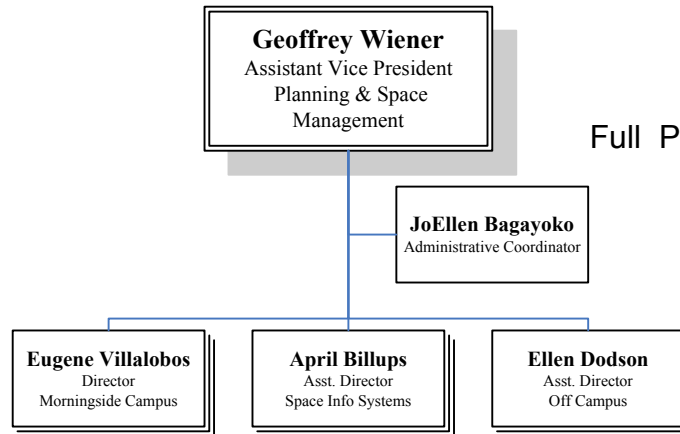 Geoffrey Wiener
Assistant Vice President
Planning & Space
Management
Full P
JoEllen Bagayoko
Administrative Coordinator
Eugene Villalobos
Director
Morningside Campus
April Billups
Asst. Director
Space Info Systems
Ellen Dodson
Asst. Director
Off Campus